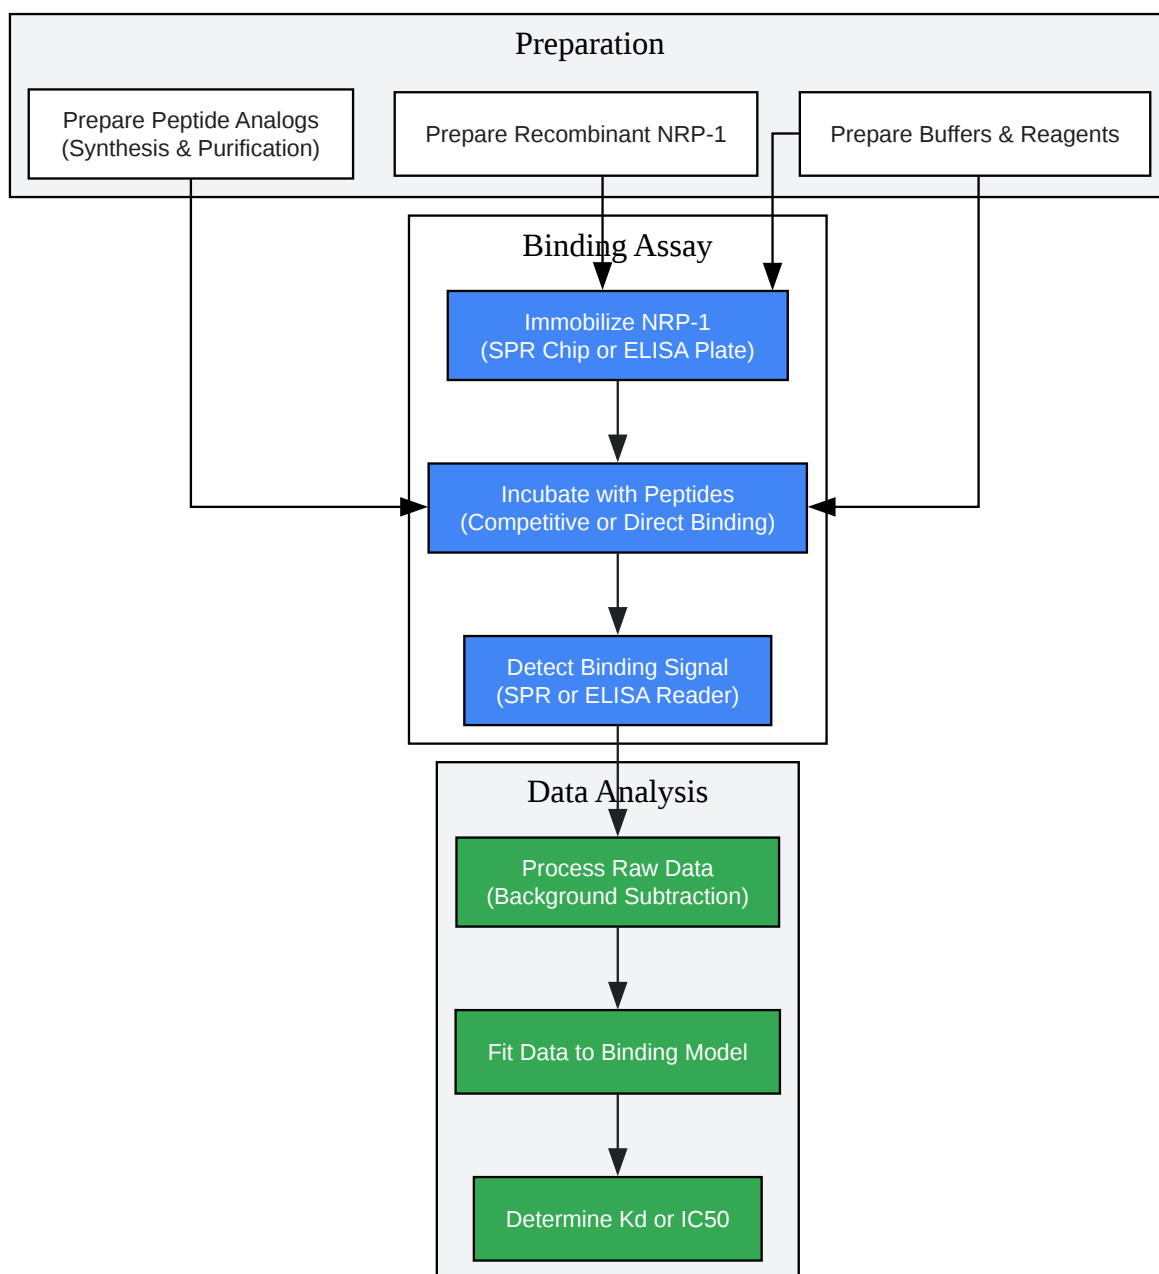 Preparation
Prepare Peptide Analogs
(Synthesis & Purification)
Prepare Recombinant NRP-1
Prepare Buffers & Reagents
Binding Assay
Immobilize NRP-1
(SPR Chip or ELISA Plate)
Incubate with Peptides
(Competitive or Direct Binding)
Detect Binding Signal
(SPR or ELISA Reader)
Data Analysis
Process Raw Data
(Background Subtraction)
Fit Data to Binding Model
Determine Kd or IC50